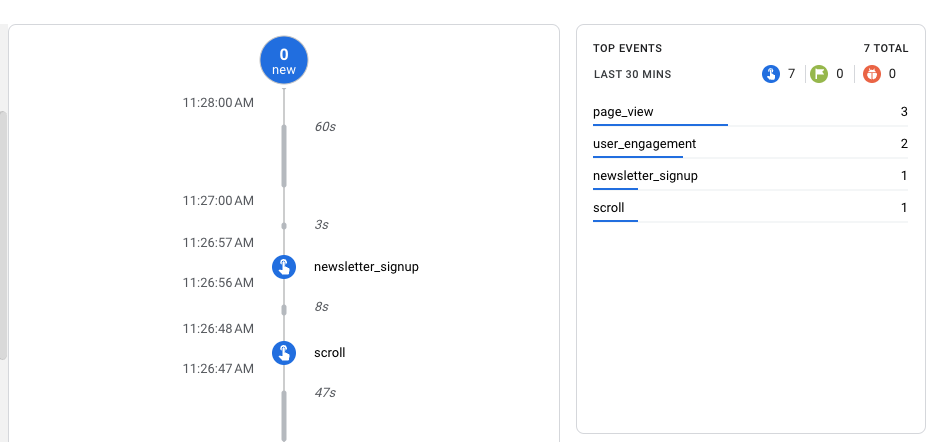 0
new
11:28:00 AM
60s
11:27:00 AM
3s
11:26:57 AM
newsletter_signup
11:26:56 AM
8s
11:26:48 AM
scroll
11:26:47 AM
47s
TOP EVENTS 7 TOTAL
LAST 30 MINS 7 0 0
page_view 3
user_engagement 2
newsletter_signup 1
scroll 1